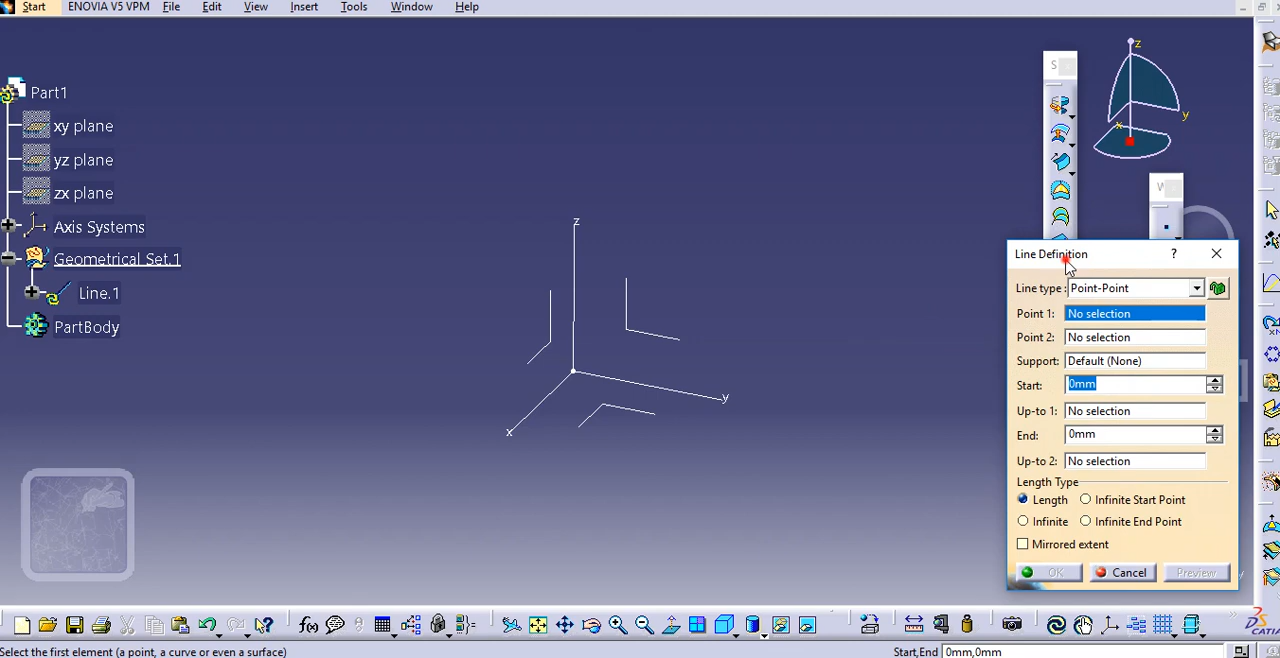 Start ENOVIA V5 VPM File Edit View Insert Tools Window Help
Part1
xy plane
yz plane
zx plane
Axis Systems
Geometrical Set.1
Line.1
PartBody
z
y
x
z
y
x
S
W
Line Definition ?
Line type : Point-Point
Point 1: No selection
Point 2: No selection
Support: Default (None)
Start: 0mm
Up-to 1: No selection
End: 0mm
Up-to 2: No selection
Length Type
Length Infinite Start Point
Infinite Infinite End Point
Mirrored extent
OK Cancel Preview
f(x)
CATIA
Select the first element (a point, a curve or even a surface) Start,End 0mm,0mm